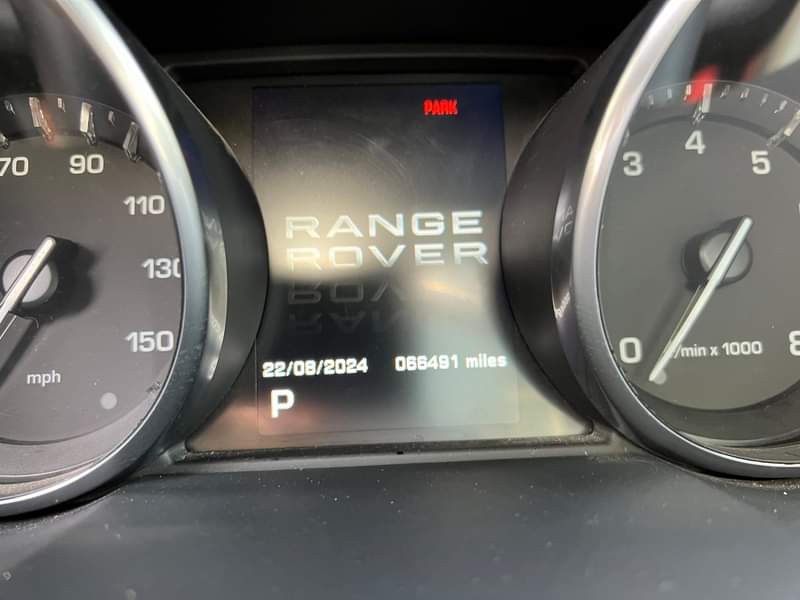 PARK
70 90 110 130 150
mph
RANGE
ROVER
22/08/2024 066491 miles
P
3 4 5
0 8
/min x 1000